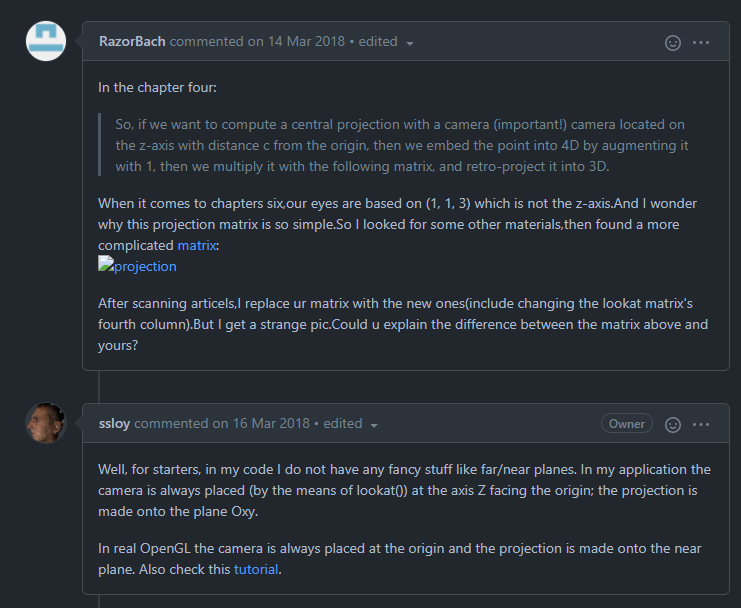 RazorBach commented on 14 Mar 2018 • edited
In the chapter four:
So, if we want to compute a central projection with a camera (important!) camera located on
the z-axis with distance c from the origin, then we embed the point into 4D by augmenting it
with 1, then we multiply it with the following matrix, and retro-project it into 3D.
When it comes to chapters six,our eyes are based on (1, 1, 3) which is not the z-axis.And I wonder
why this projection matrix is so simple.So I looked for some other materials,then found a more
complicated matrix:
projection
After scanning articels,I replace ur matrix with the new ones(include changing the lookat matrix's
fourth column).But I get a strange pic.Could u explain the difference between the matrix above and
yours?
ssloy commented on 16 Mar 2018 • edited Owner
Well, for starters, in my code I do not have any fancy stuff like far/near planes. In my application the
camera is always placed (by the means of lookat()) at the axis Z facing the origin; the projection is
made onto the plane Oxy.
In real OpenGL the camera is always placed at the origin and the projection is made onto the near
plane. Also check this tutorial.